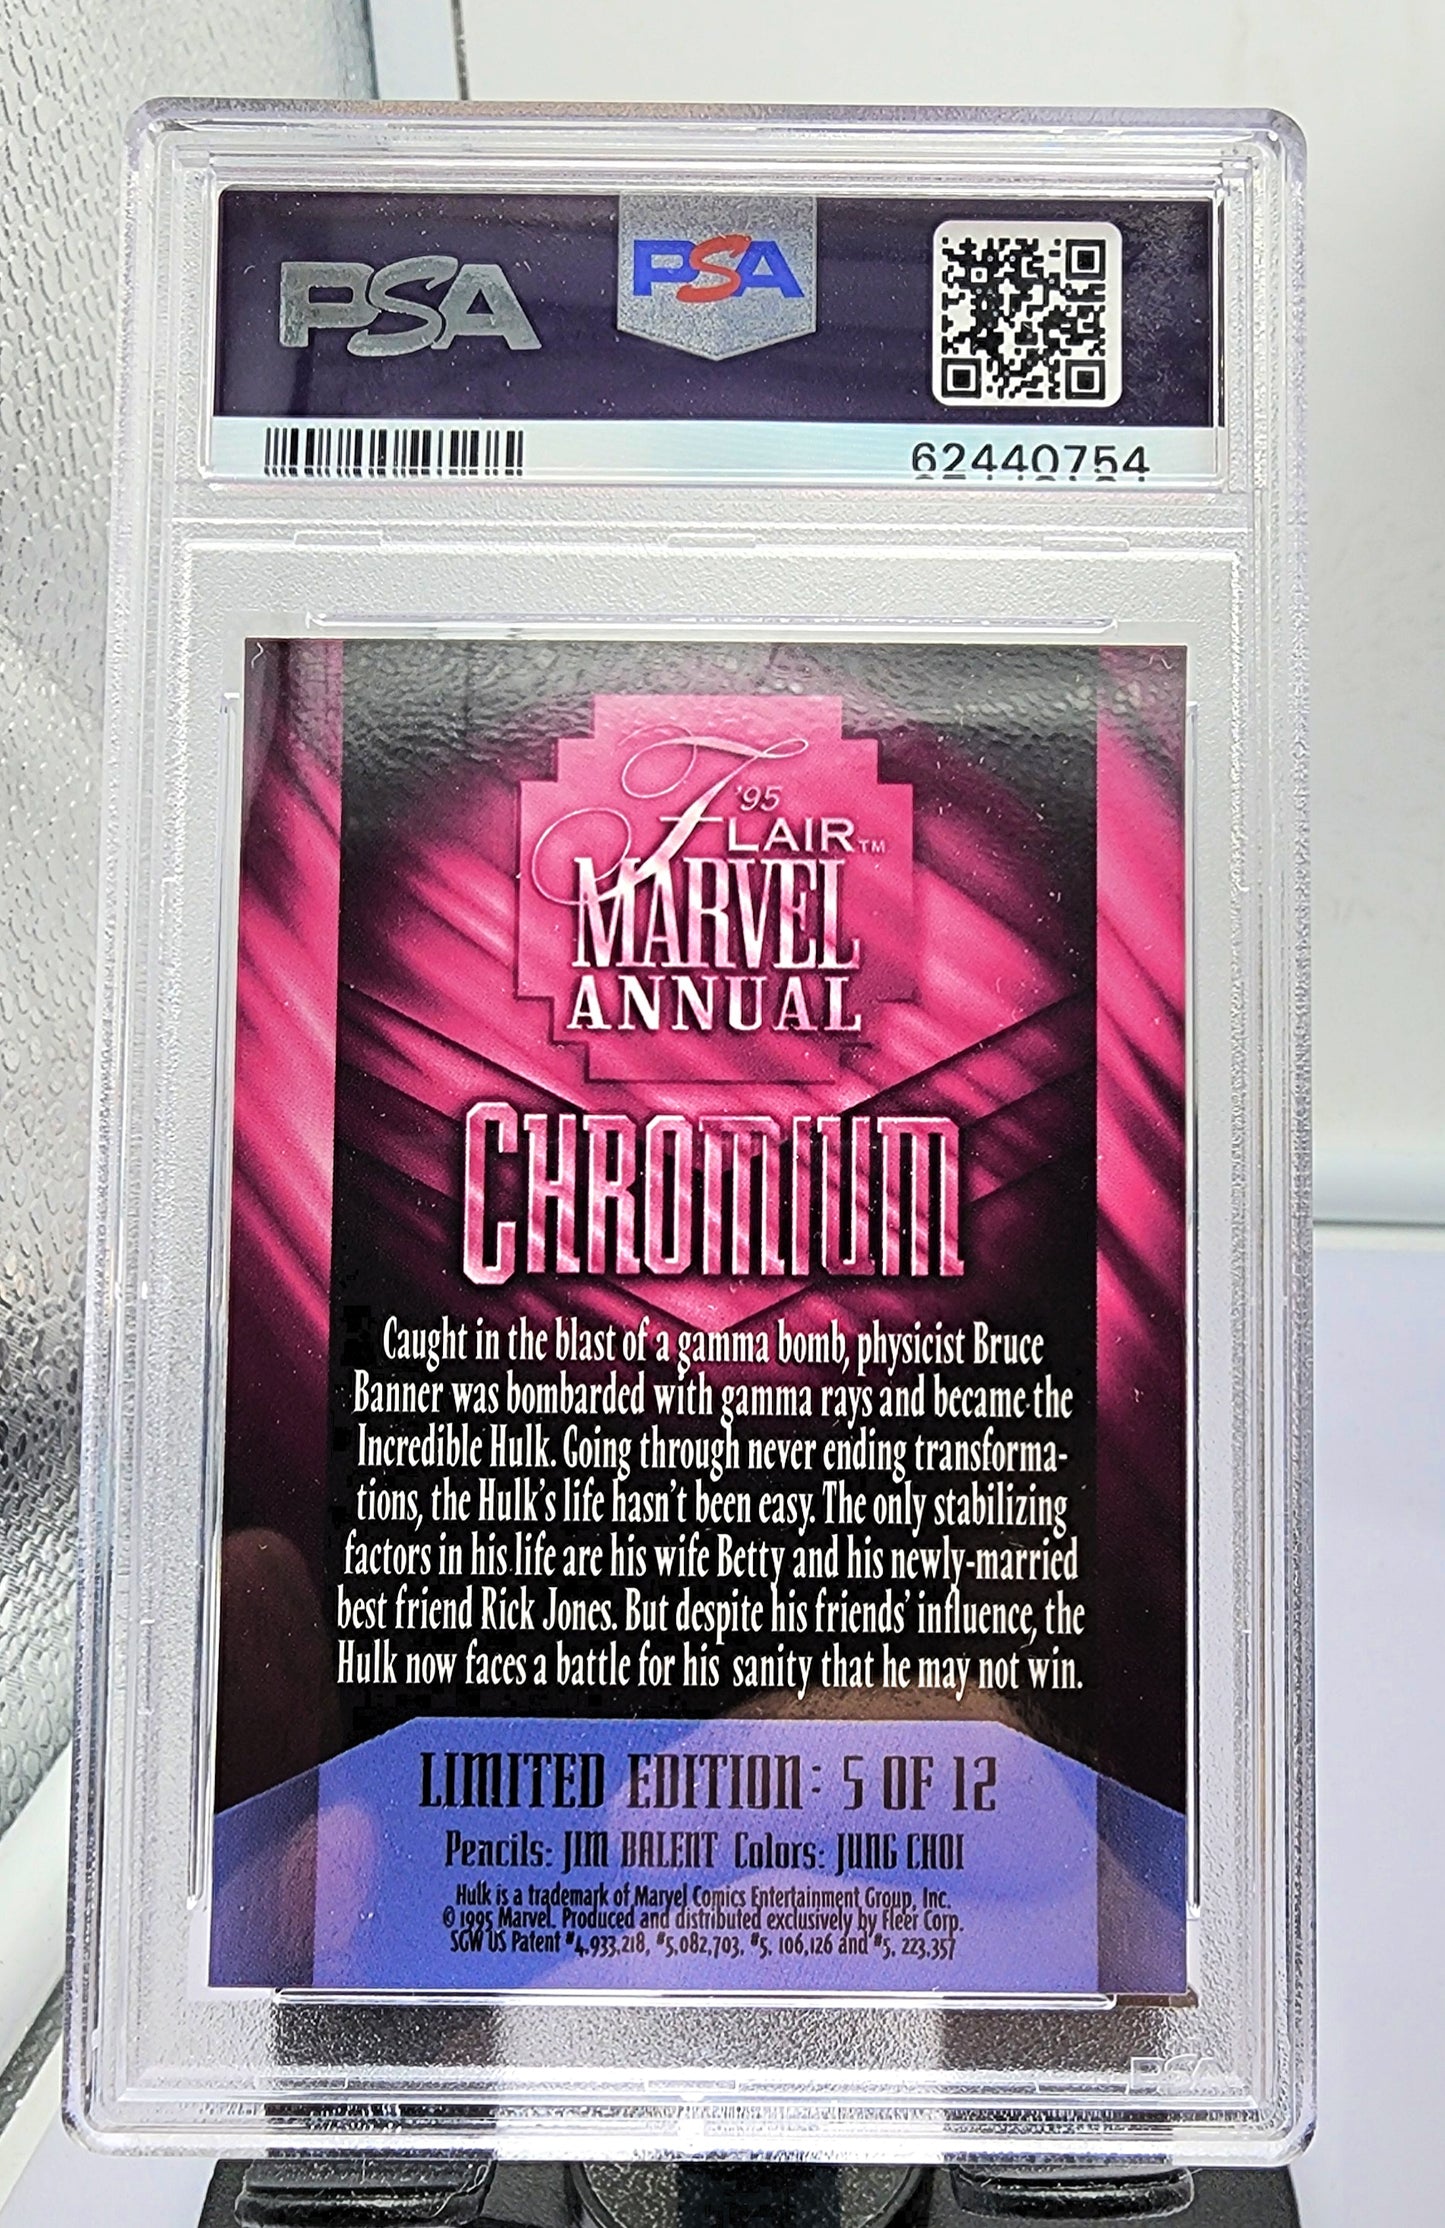 PSA PSA
62440754
'95
FLAIR™
MARVEL
ANNUAL
CHROMIUM
Caught in the blast of a gamma bomb, physicist Bruce
Banner was bombarded with gamma rays and became the
Incredible Hulk. Going through never ending transforma-
tions, the Hulk's life hasn't been easy. The only stabilizing
factors in his life are his wife Betty and his newly-married
best friend Rick Jones. But despite his friends' influence, the
Hulk now faces a battle for his sanity that he may not win.
LIMITED EDITION: 5 OF 12
Pencils: JIM BALENT Colors: JUNG CHOI
Hulk is a trademark of Marvel Comics Entertainment Group, Inc.
© 1995 Marvel. Produced and distributed exclusively by Fleer Corp.
SGW US Patent #4,933,218, #5,082,703, #5, 106,126 and #5, 223,357
PSA